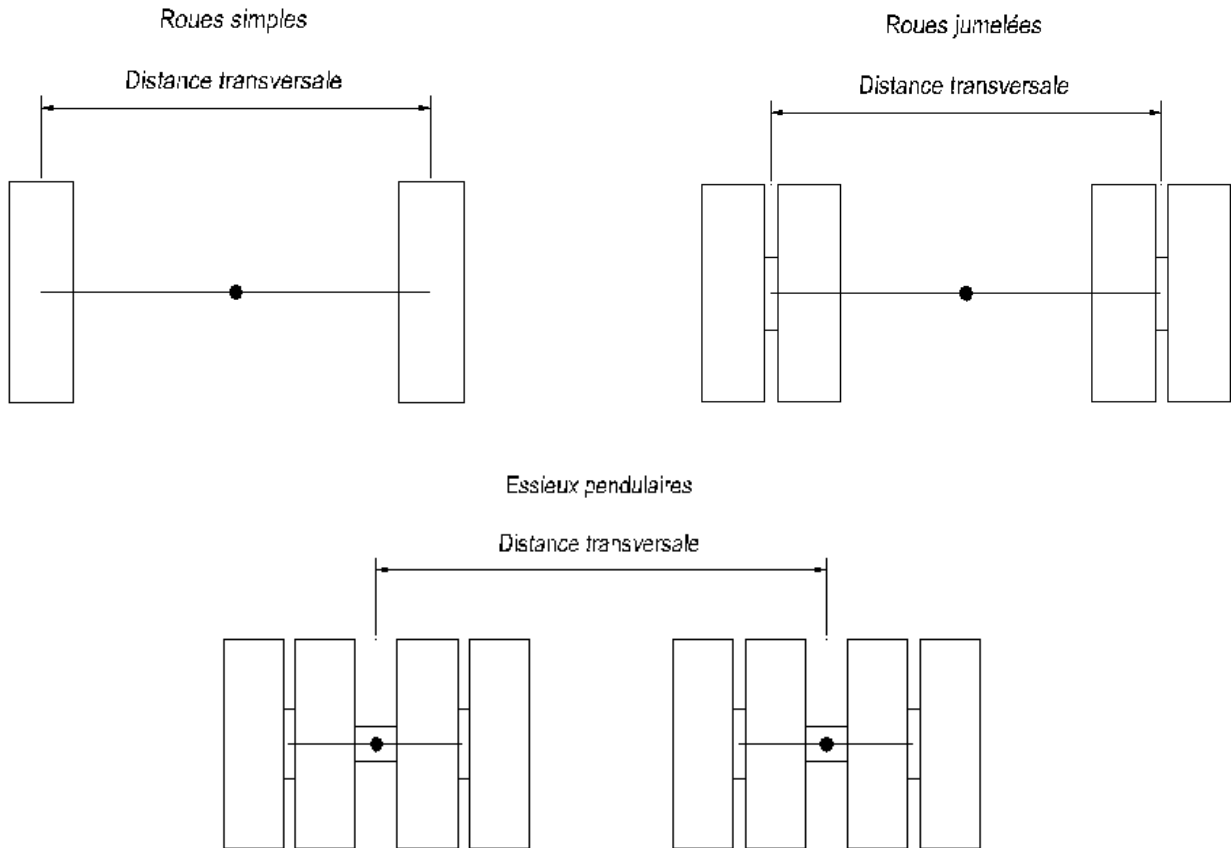 Roues simples
Distance transversale
Roues jumelées
Distance transversale
Essieux pendulaires
Distance transversale